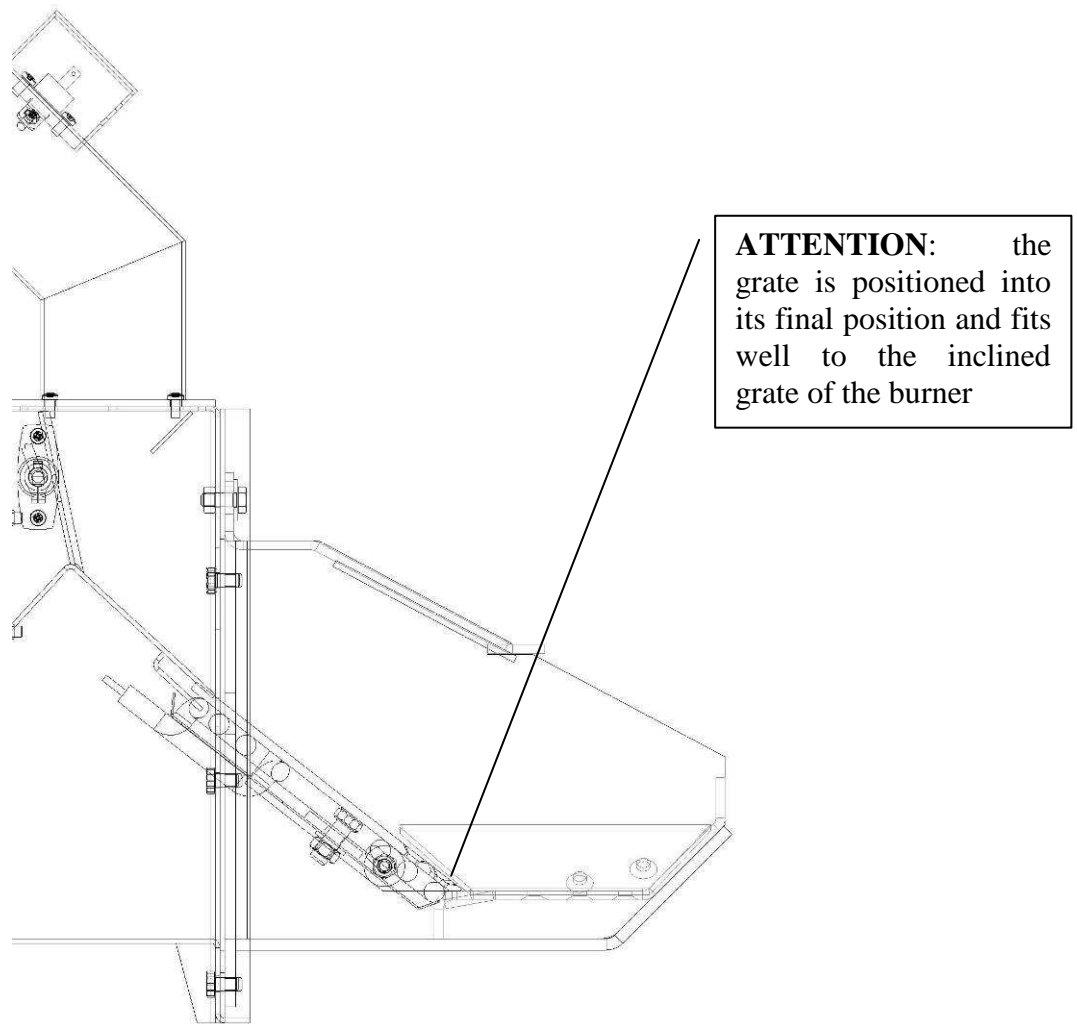 ATTENTION: the
grate is positioned into
its final position and fits
well to the inclined
grate of the burner